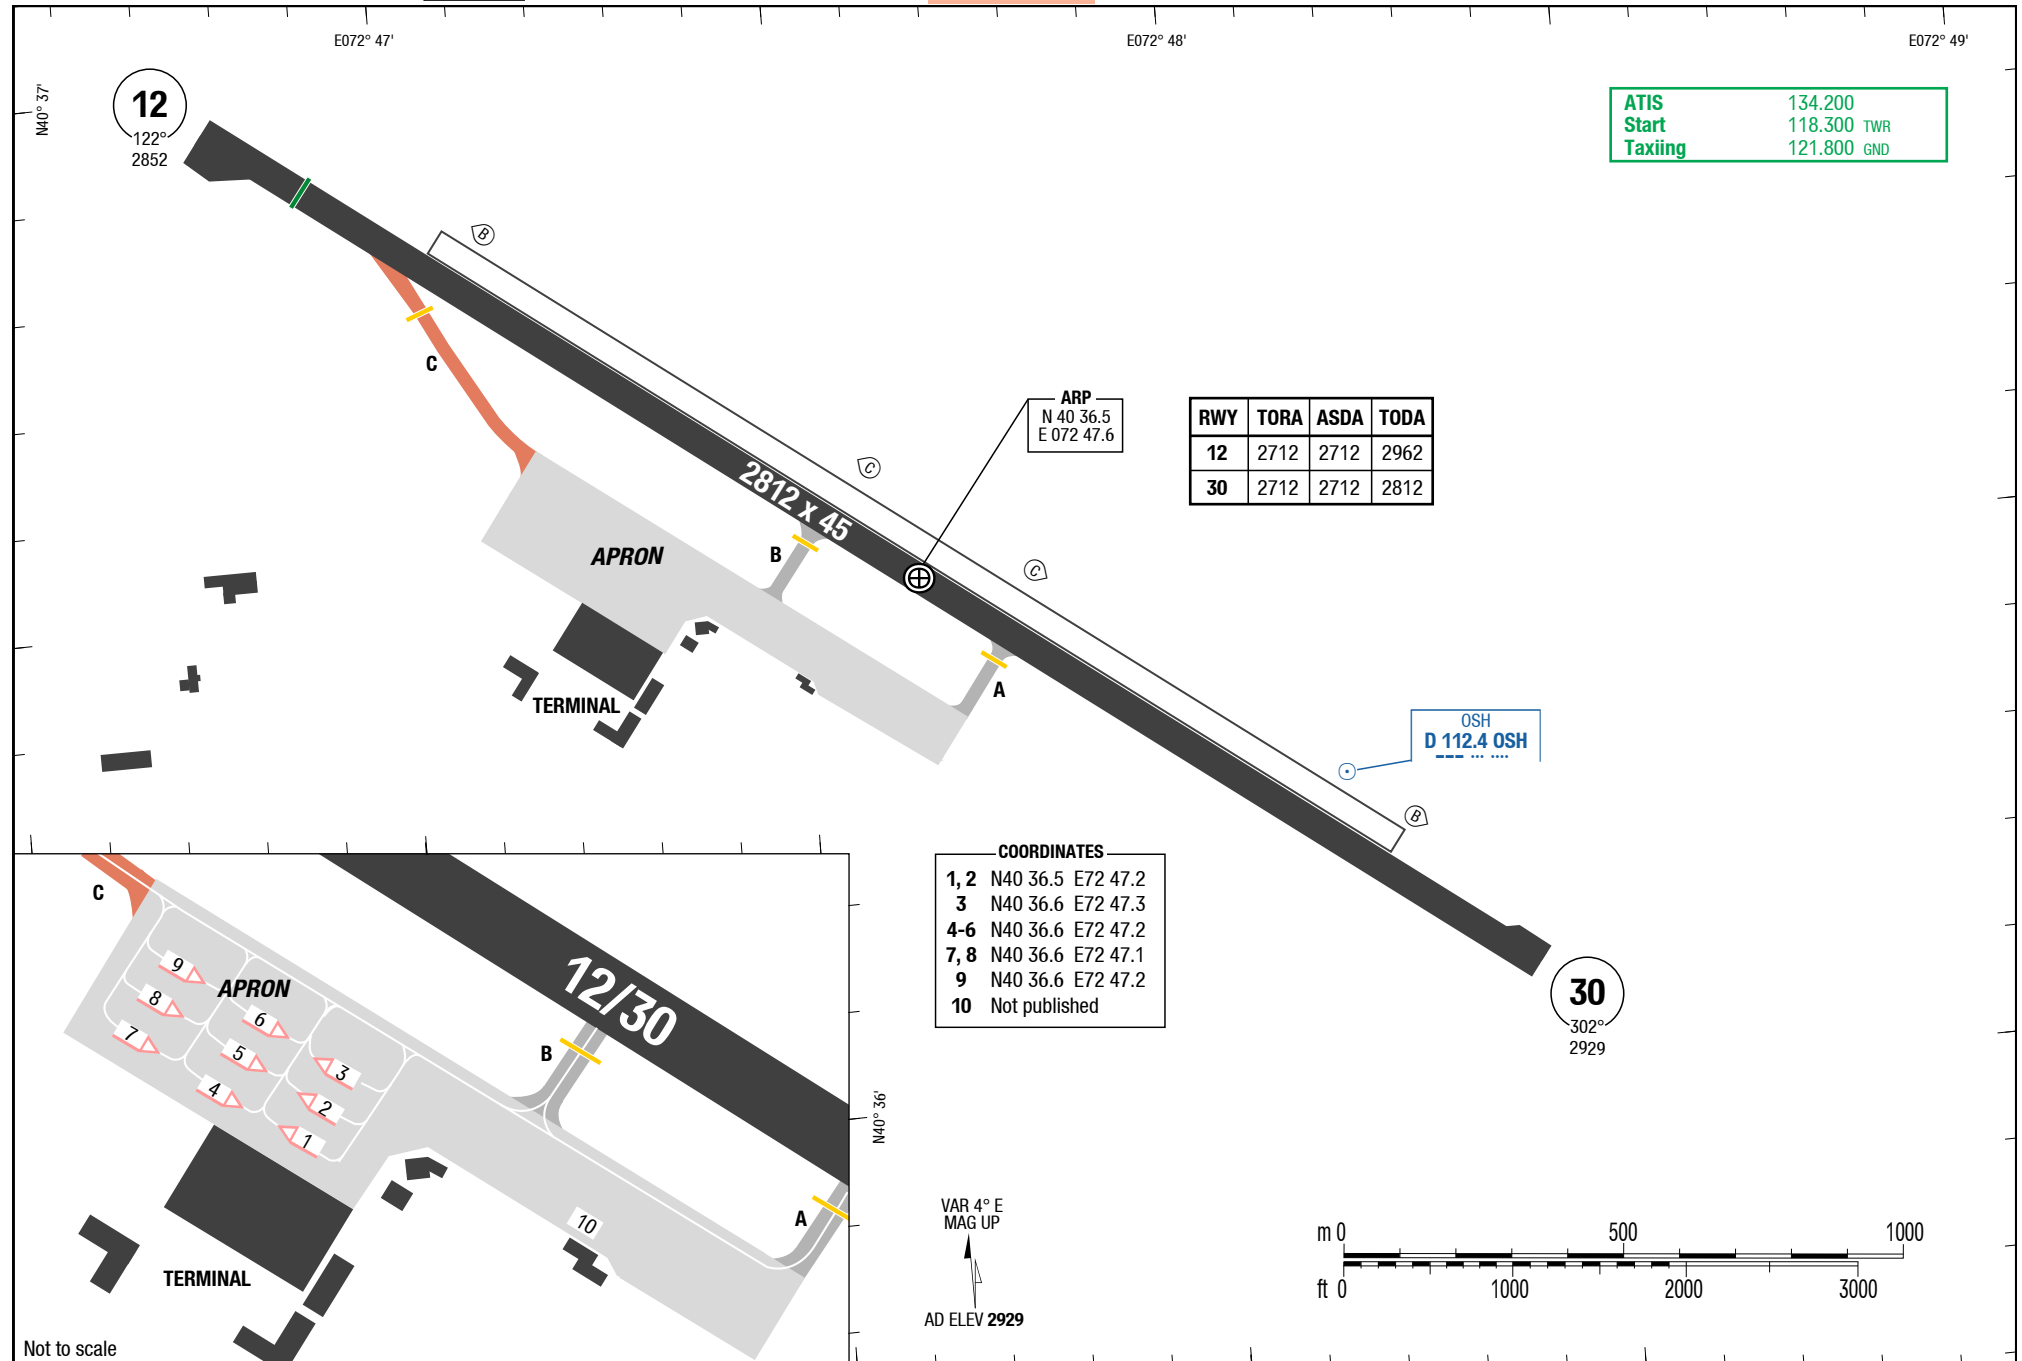 E072° 47'
E072° 48'
E072° 49'
N40° 37'
12
122°
2852
ATIS 134.200
Start 118.300 TWR
Taxiing 121.800 GND
B
C
ARP
N 40 36.5
E 072 47.6
RWY TORA ASDA TODA
12 2712 2712 2962
30 2712 2712 2812
C
2812 x 45
B
APRON
C
A
TERMINAL
OSH
D 112.4 OSH
B
COORDINATES
1, 2 N40 36.5 E72 47.2
3 N40 36.6 E72 47.3
4-6 N40 36.6 E72 47.2
7, 8 N40 36.6 E72 47.1
9 N40 36.6 E72 47.2
10 Not published
30
302°
2929
C
9
APRON
8
6
7
5
3
4
2
1
12/30
B
A
10
TERMINAL
Not to scale
N40° 36'
VAR 4° E
MAG UP
AD ELEV 2929
m 0 500 1000
ft 0 1000 2000 3000